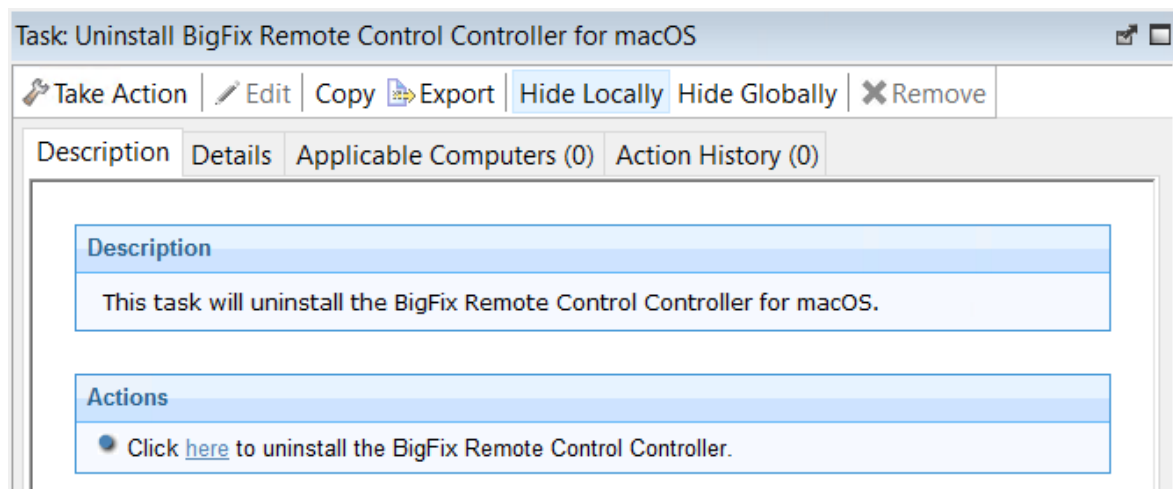 Task: Uninstall BigFix Remote Control Controller for macOS
Take Action Edit Copy Export Hide Locally Hide Globally Remove
Description Details Applicable Computers (0) Action History (0)
Description
This task will uninstall the BigFix Remote Control Controller for macOS.
Actions
Click here to uninstall the BigFix Remote Control Controller.